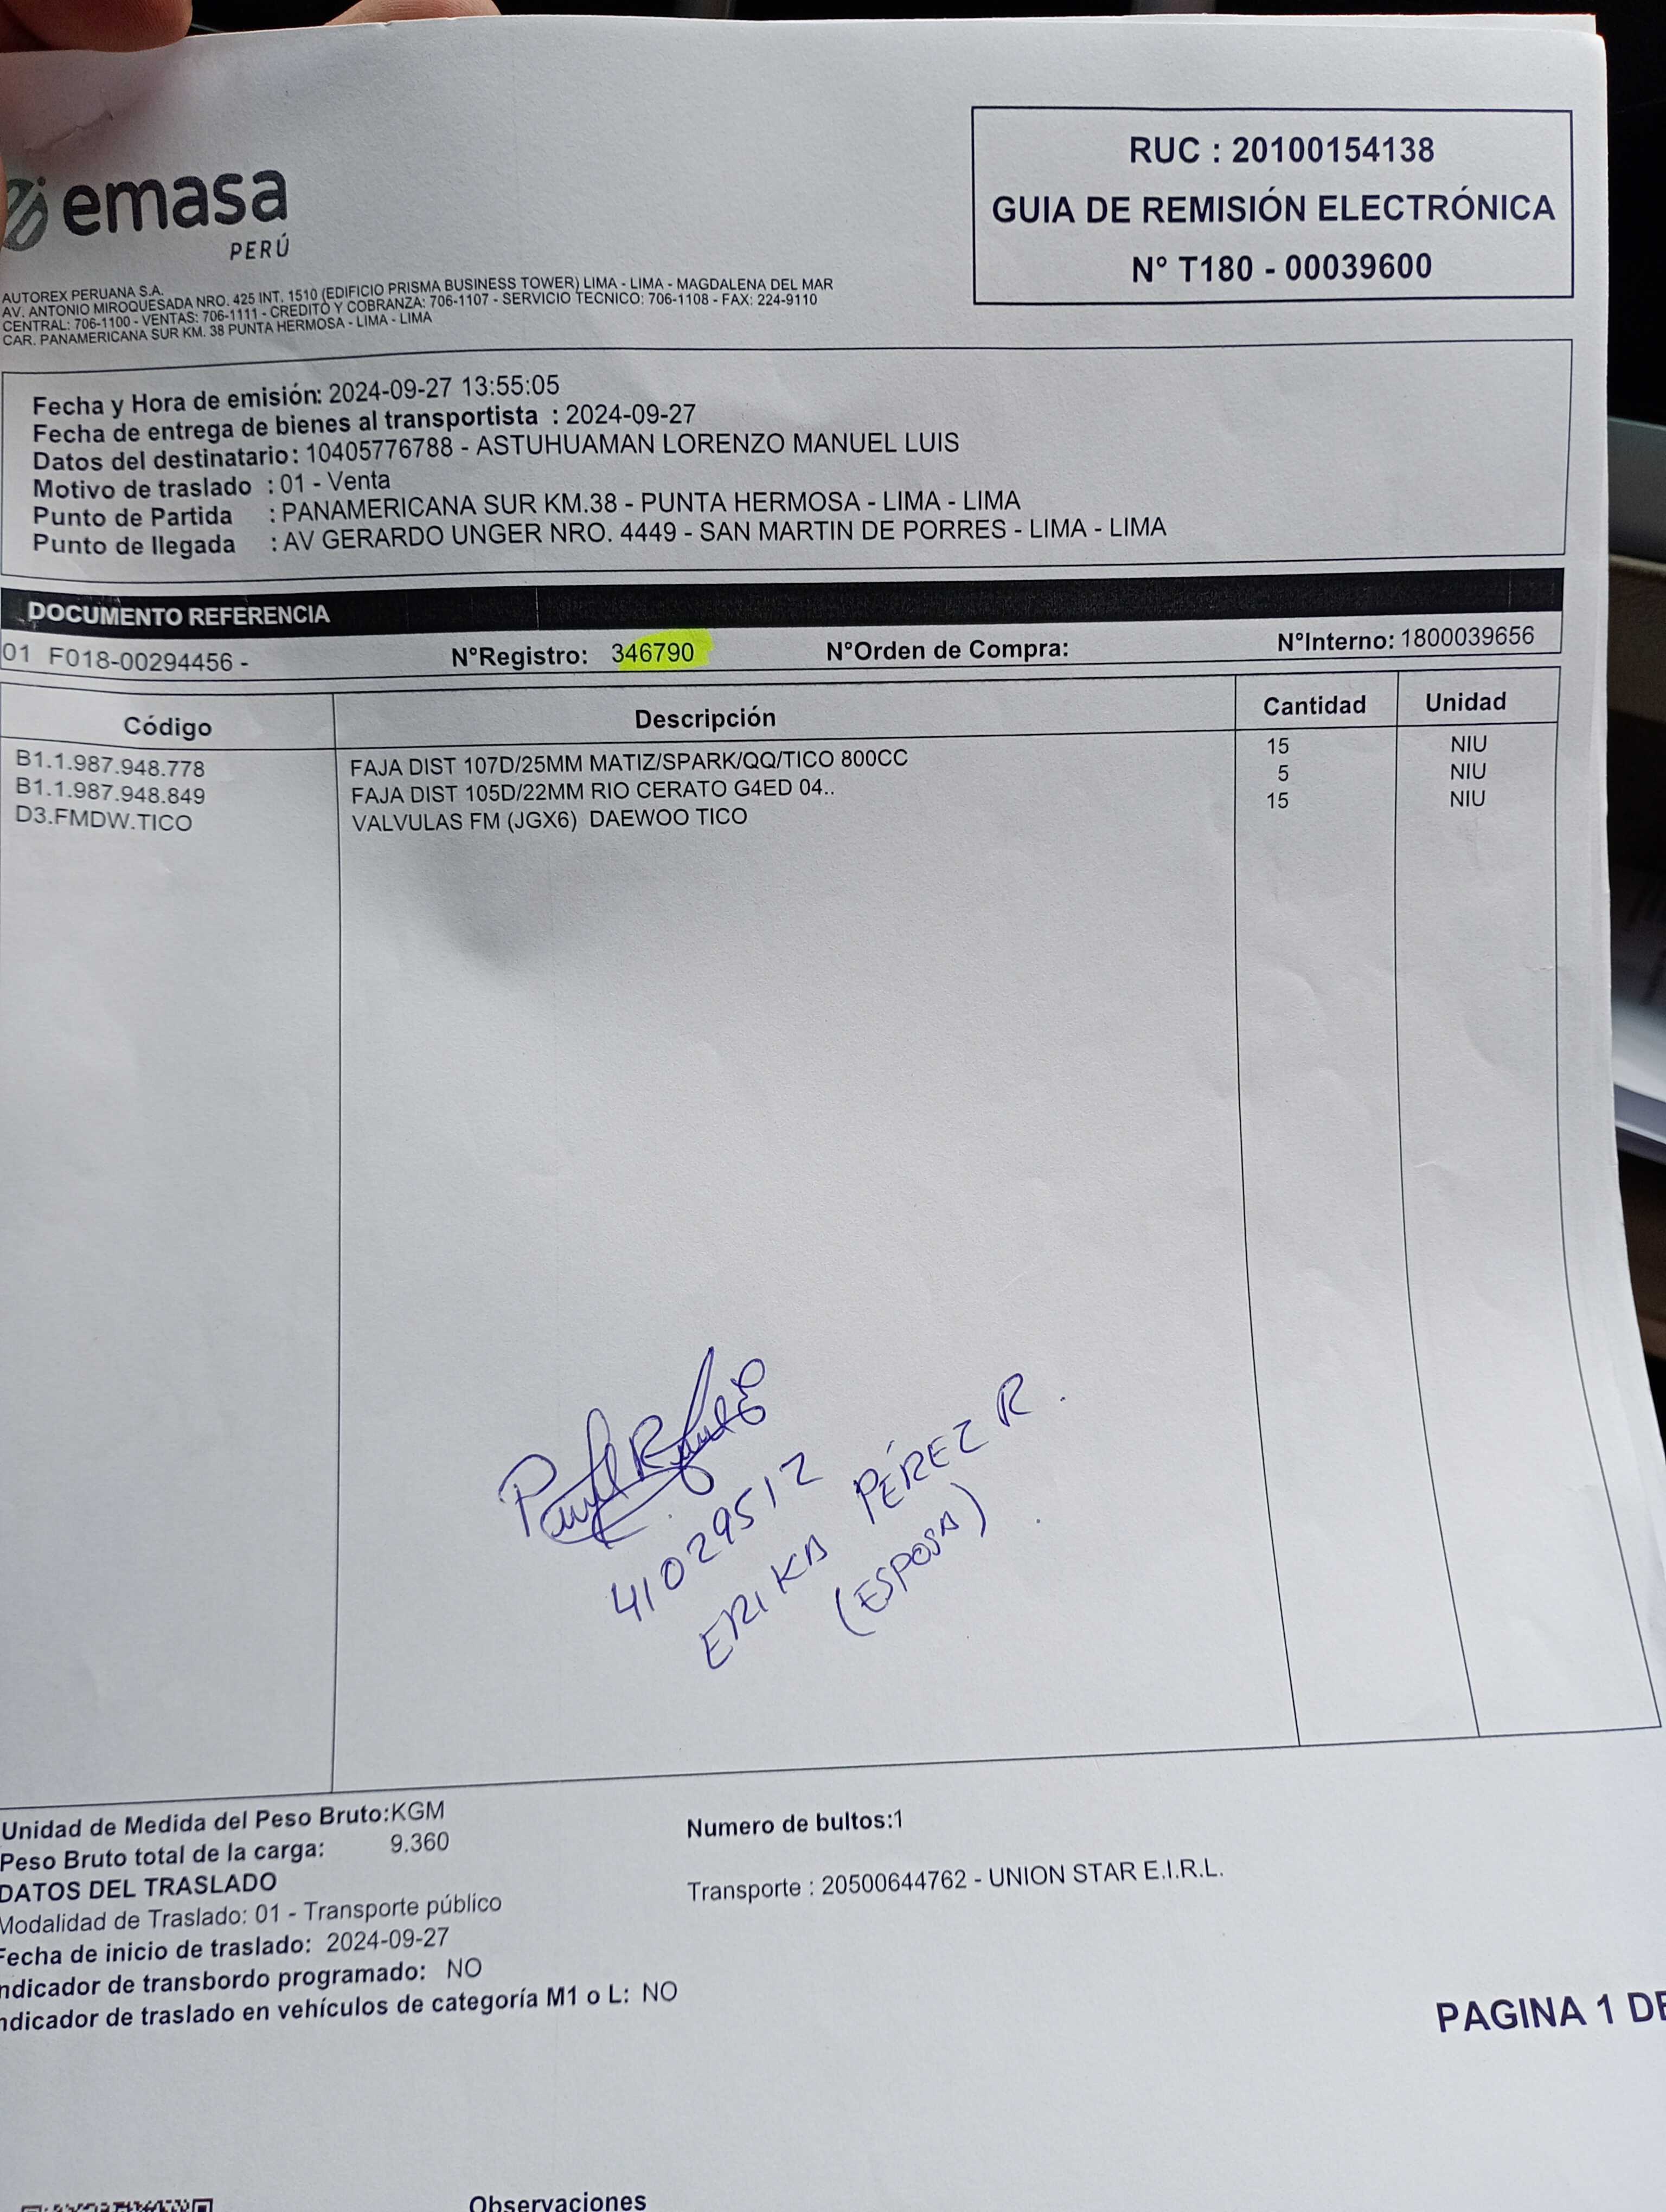 emasa
PERÚ
AUTOREX PERUANA S.A.
AV. ANTONIO MIROQUESADA NRO. 425 INT. 1510 (EDIFICIO PRISMA BUSINESS TOWER) LIMA - LIMA - MAGDALENA DEL MAR
CENTRAL: 706-1100 - VENTAS: 706-1111 - CREDITO Y COBRANZA: 706-1107 - SERVICIO TECNICO: 706-1108 - FAX: 224-9110
CAR. PANAMERICANA SUR KM. 38 PUNTA HERMOSA - LIMA - LIMA
RUC : 20100154138
GUIA DE REMISIÓN ELECTRÓNICA
N° T180 - 00039600
Fecha y Hora de emisión: 2024-09-27 13:55:05
Fecha de entrega de bienes al transportista : 2024-09-27
Datos del destinatario: 10405776788 - ASTUHUAMAN LORENZO MANUEL LUIS
Motivo de traslado : 01 - Venta
Punto de Partida : PANAMERICANA SUR KM.38 - PUNTA HERMOSA - LIMA - LIMA
Punto de llegada : AV GERARDO UNGER NRO. 4449 - SAN MARTIN DE PORRES - LIMA - LIMA
DOCUMENTO REFERENCIA
01 F018-00294456 - N°Registro: 346790 N°Orden de Compra: N°Interno: 1800039656
Código Descripción Cantidad Unidad
B1.1.987.948.778 FAJA DIST 107D/25MM MATIZ/SPARK/QQ/TICO 800CC 15 NIU
B1.1.987.948.849 FAJA DIST 105D/22MM RIO CERATO G4ED 04.. 5 NIU
D3.FMDW.TICO VALVULAS FM (JGX6) DAEWOO TICO 15 NIU
41029512
ERIKA PÉREZ R.
(ESPOSA)
Unidad de Medida del Peso Bruto:KGM
Peso Bruto total de la carga: 9.360
Numero de bultos:1
DATOS DEL TRASLADO
Modalidad de Traslado: 01 - Transporte público
Transporte : 20500644762 - UNION STAR E.I.R.L.
Fecha de inicio de traslado: 2024-09-27
ndicador de transbordo programado: NO
ndicador de traslado en vehículos de categoría M1 o L: NO
PAGINA 1 DE
Observaciones